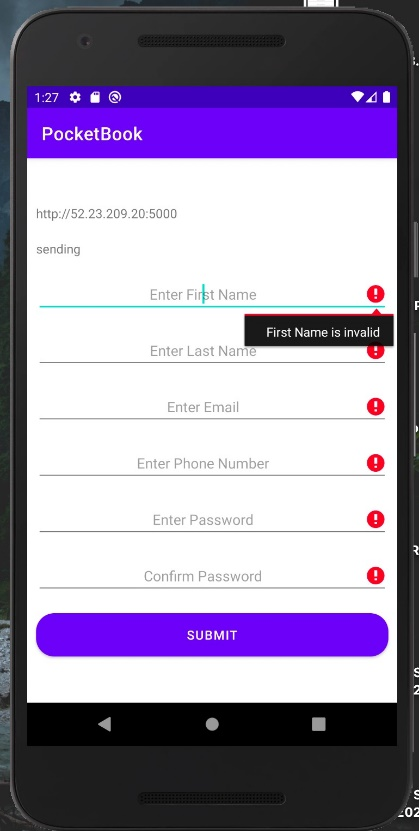 1:27
PocketBook
http://52.23.209.20:5000
sending
Enter First Name
First Name is invalid
Enter Last Name
Enter Email
Enter Phone Number
Enter Password
Confirm Password
SUBMIT